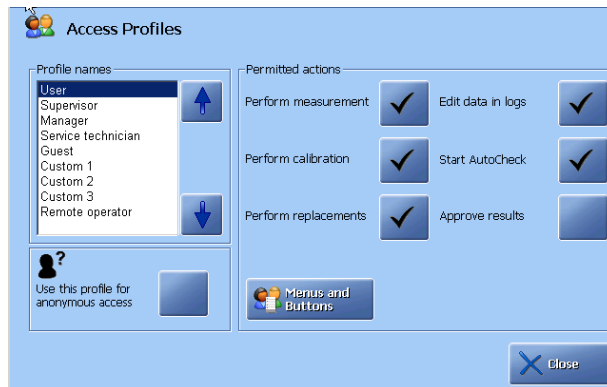 Access Profiles
Profile names
User
Supervisor
Manager
Service technician
Guest
Custom 1
Custom 2
Custom 3
Remote operator
?
Use this profile for
anonymous access
Permitted actions
Perform measurement
Edit data in logs
Perform calibration
Start AutoCheck
Perform replacements
Approve results
Menus and
Buttons
Close